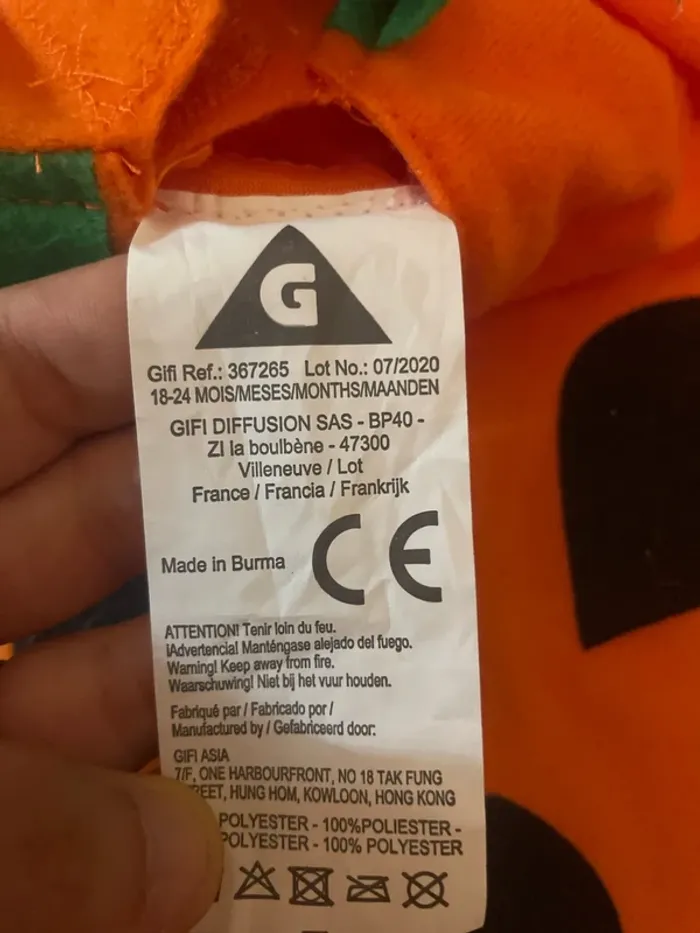 G
Gifi Ref.: 367265 Lot No.: 07/2020
18-24 MOIS/MESES/MONTHS/MAANDEN
GIFI DIFFUSION SAS - BP40 -
ZI la boulbène - 47300
Villeneuve / Lot
France / Francia / Frankrijk
CE
Made in Burma
ATTENTION! Tenir loin du feu.
¡Advertencia! Manténgase alejado del fuego.
Warning! Keep away from fire.
Waarschuwing! Niet bij het vuur houden.
Fabriqué par / Fabricado por /
Manufactured by / Gefabriceerd door:
GIFI ASIA
7/F, ONE HARBOURFRONT, NO 18 TAK FUNG
REET, HUNG HOM, KOWLOON, HONG KONG
POLYESTER - 100%POLIESTER -
POLYESTER - 100% POLYESTER